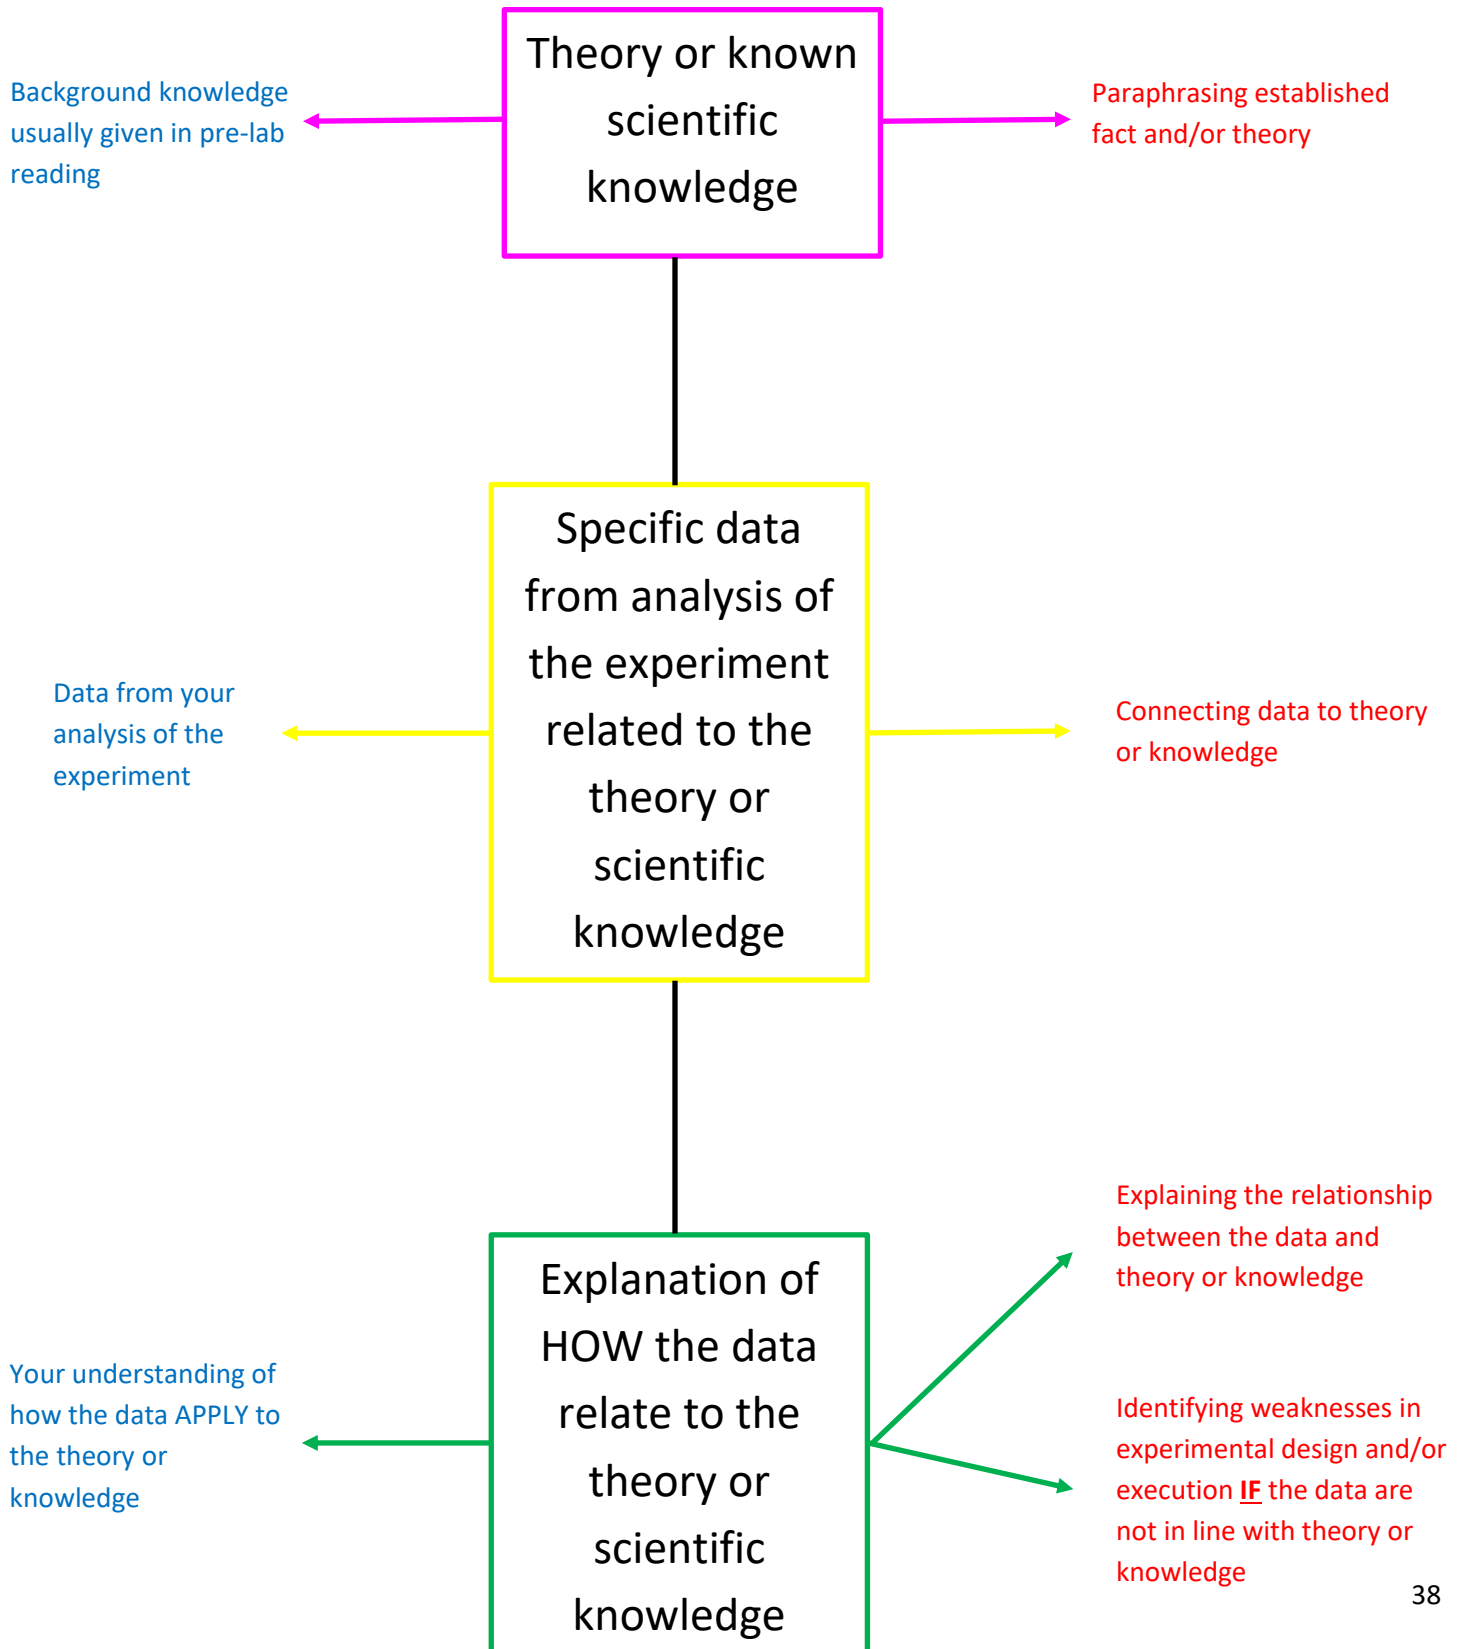 Theory or known
scientific
knowledge
Background knowledge
usually given in pre-lab
reading
Paraphrasing established
fact and/or theory
Specific data
from analysis of
the experiment
related to the
theory or
scientific
knowledge
Data from your
analysis of the
experiment
Connecting data to theory
or knowledge
Explanation of
HOW the data
relate to the
theory or
scientific
knowledge
Your understanding of
how the data APPLY to
the theory or
knowledge
Explaining the relationship
between the data and
theory or knowledge
Identifying weaknesses in
experimental design and/or
execution IF the data are
not in line with theory or
knowledge
38